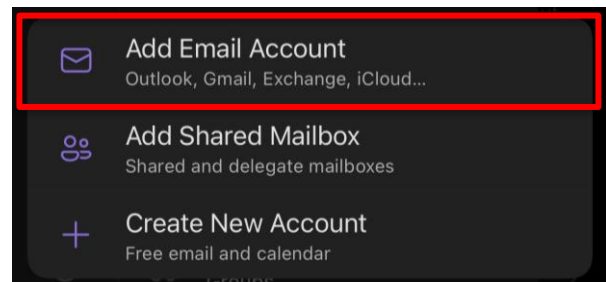 Add Email Account
Outlook, Gmail, Exchange, iCloud...
Add Shared Mailbox
Shared and delegate mailboxes
Create New Account
Free email and calendar